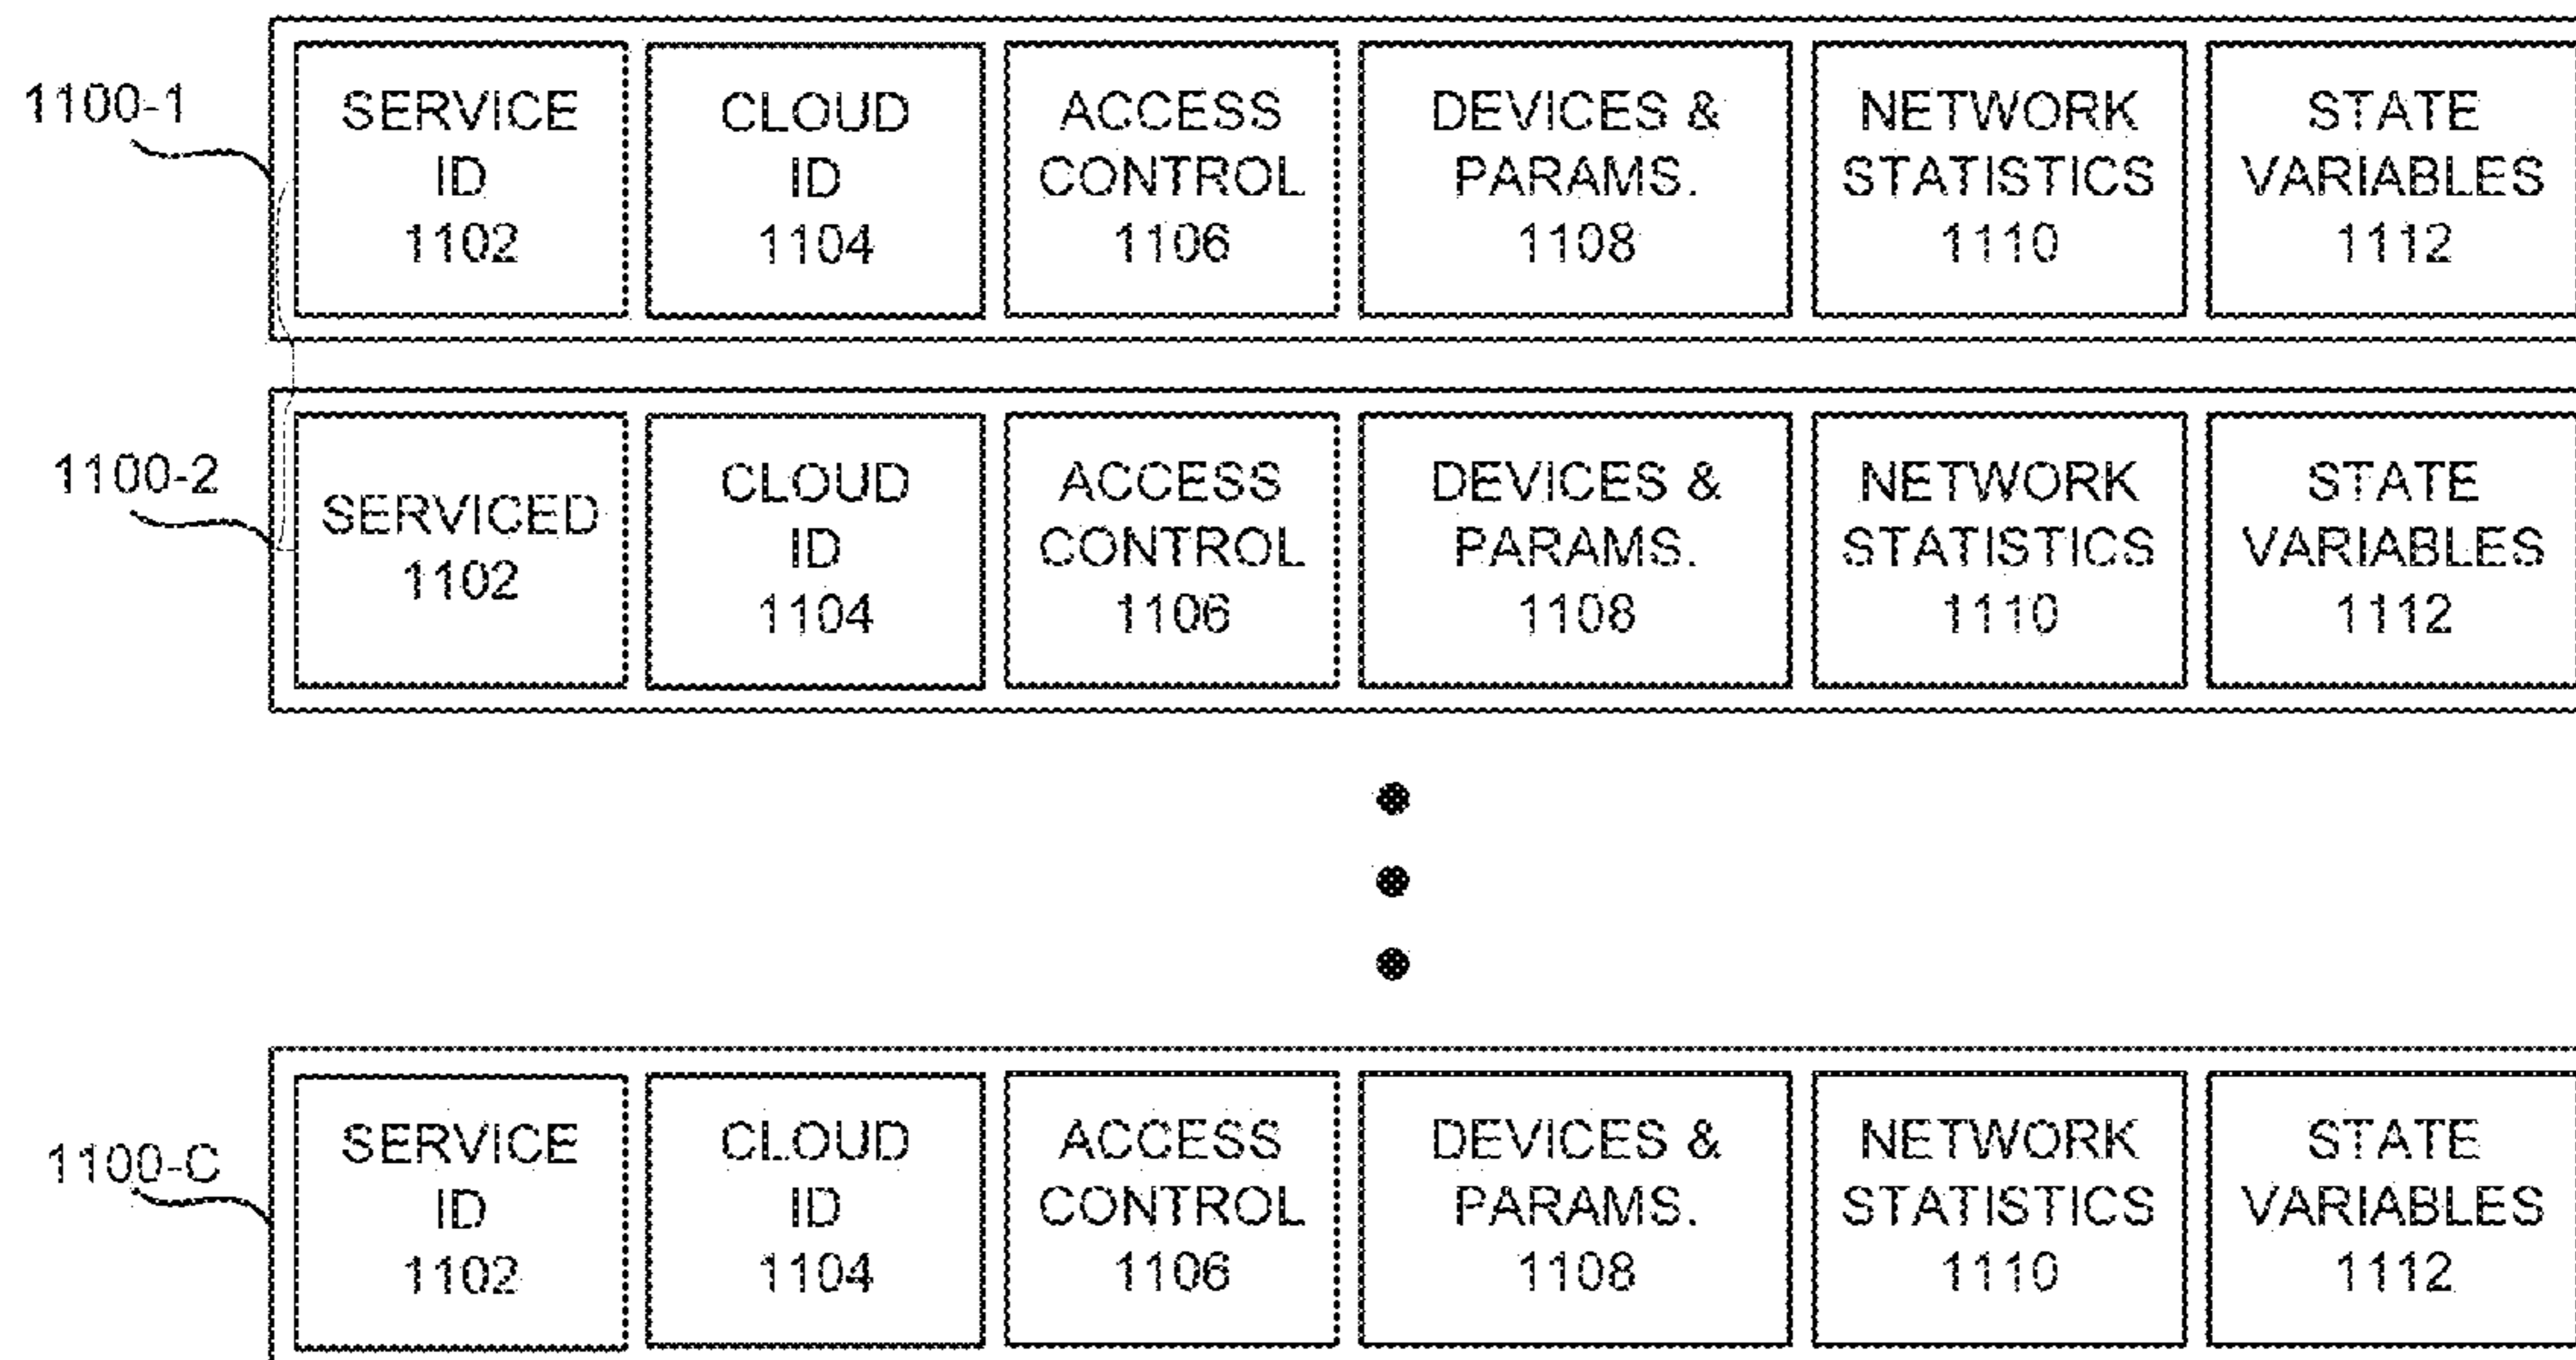 1100-1
SERVICE
ID
1102
CLOUD
ID
1104
ACCESS
CONTROL
1106
DEVICES &
PARAMS.
1108
NETWORK
STATISTICS
1110
STATE
VARIABLES
1112
1100-2
SERVICED
1102
CLOUD
ID
1104
ACCESS
CONTROL
1106
DEVICES &
PARAMS.
1108
NETWORK
STATISTICS
1110
STATE
VARIABLES
1112
1100-C
SERVICE
ID
1102
CLOUD
ID
1104
ACCESS
CONTROL
1106
DEVICES &
PARAMS.
1108
NETWORK
STATISTICS
1110
STATE
VARIABLES
1112